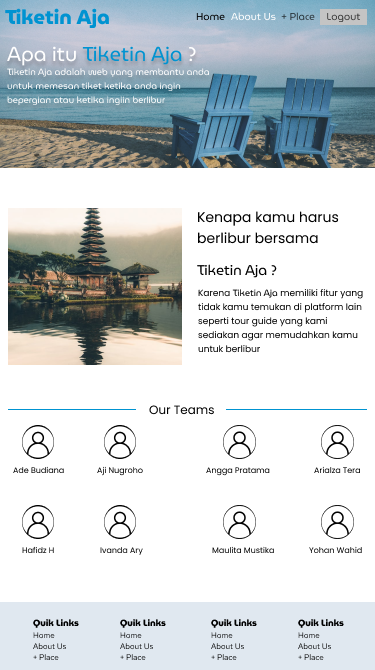 Tiketin Aja
Home About Us + Place Logout
Apa itu Tiketin Aja ?
Tiketin Aja adalah web yang membantu anda
untuk memesan tiket ketika anda ingin
bepergian atau ketika ingiin berlibur
Kenapa kamu harus
berlibur bersama
Tiketin Aja ?
Karena Tiketin Aja memiliki fitur yang
tidak kamu temukan di platform lain
seperti tour guide yang kami
sediakan agar memudahkan kamu
untuk berlibur
Our Teams
Ade Budiana Aji Nugroho Angga Pratama Arialza Tera
Hafidz H Ivanda Ary Maulita Mustika Yohan Wahid
Quik Links Quik Links Quik Links Quik Links
Home Home Home Home
About Us About Us About Us About Us
+ Place + Place + Place + Place